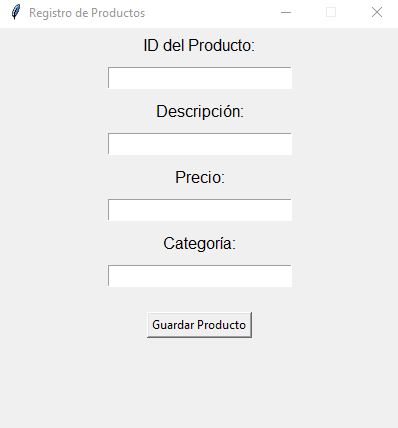 Registro de Productos
ID del Producto:
Descripción:
Precio:
Categoría:
Guardar Producto